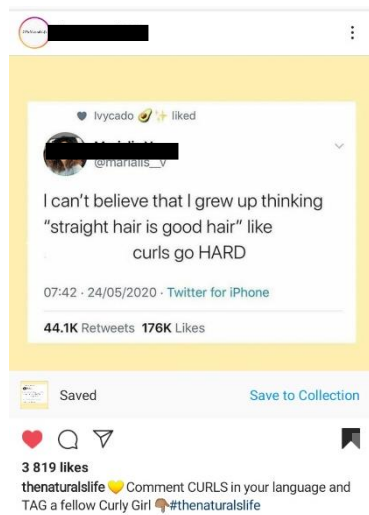 Ivycado 🥑✨ liked
@marialis__v
I can't believe that I grew up thinking
"straight hair is good hair" like
curls go HARD
07:42 · 24/05/2020 · Twitter for iPhone
44.1K Retweets 176K Likes
Saved
Save to Collection
3 819 likes
thenaturalslife 💛 Comment CURLS in your language and
TAG a fellow Curly Girl 👇🏽#thenaturalslife